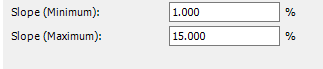 Slope (Minimum): 1.000 %
Slope (Maximum): 15.000 %